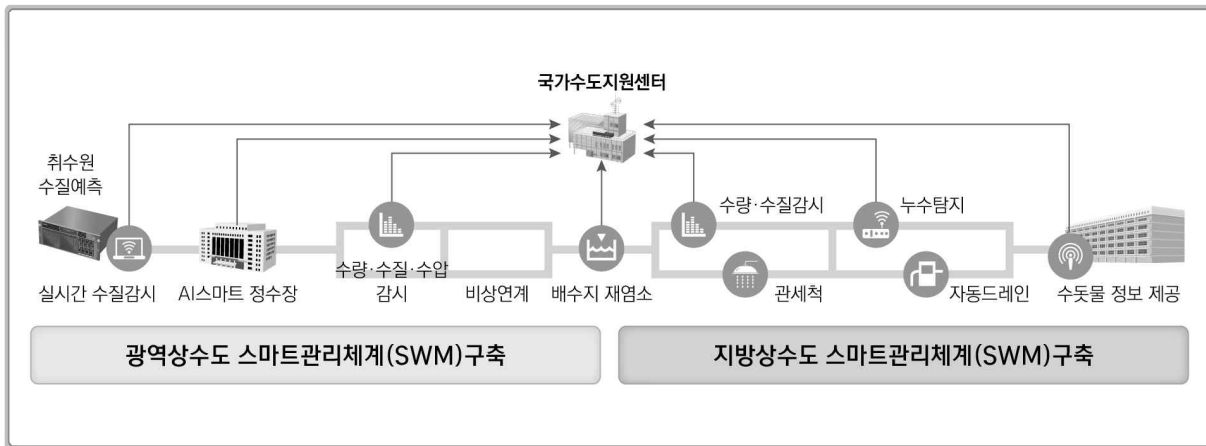 국가수도지원센터
취수원
수질예측
수량·수질감시
누수탐지
실시간 수질감시
AI스마트 정수장
수량·수질·수압
감시
비상연계
배수지 재염소
관세척
자동드레인
수돗물 정보 제공
광역상수도 스마트관리체계(SWM)구축
지방상수도 스마트관리체계(SWM)구축